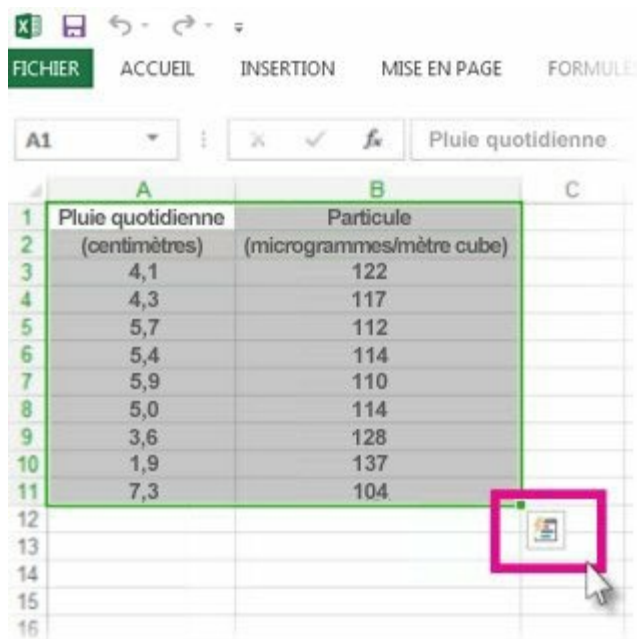 FICHIER ACCUEIL INSERTION MISE EN PAGE FORMULES
A1 fx Pluie quotidienne
A B C
1 Pluie quotidienne Particule
2 (centimètres) (microgrammes/mètre cube)
3 4,1 122
4 4,3 117
5 5,7 112
6 5,4 114
7 5,9 110
8 5,0 114
9 3,6 128
10 1,9 137
11 7,3 104
12
13
14
15
16